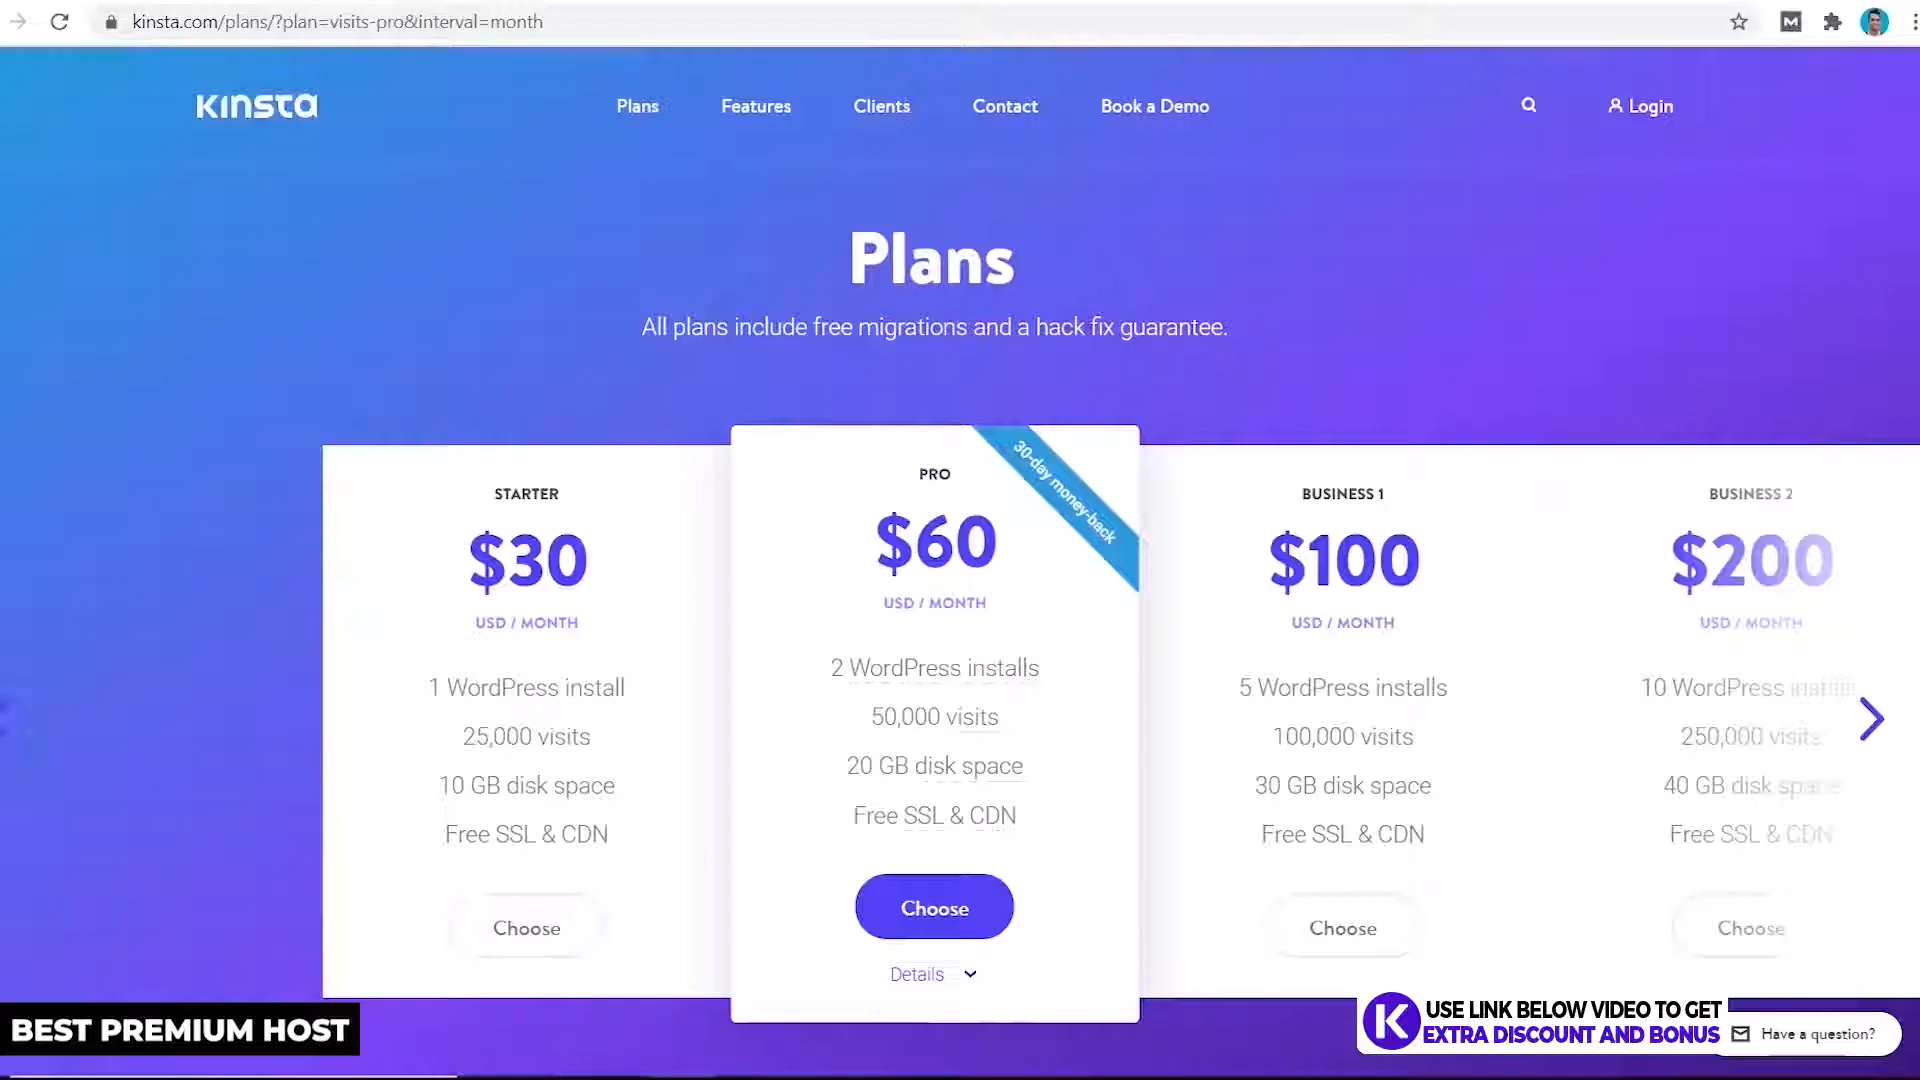 kinsta.com/plans/?plan=visits-pro&interval=month
KINSTA
Plans
Features
Clients
Contact
Book a Demo
Login
Plans
All plans include free migrations and a hack fix guarantee.
STARTER
$30
USD / MONTH
1 WordPress install
25,000 visits
10 GB disk space
Free SSL & CDN
Choose
PRO
30-day money-back
$60
USD / MONTH
2 WordPress installs
50,000 visits
20 GB disk space
Free SSL & CDN
Choose
Details
BUSINESS 1
$100
USD / MONTH
5 WordPress installs
100,000 visits
30 GB disk space
Free SSL & CDN
Choose
BUSINESS 2
$200
USD / MONTH
10 WordPress installs
250,000 visits
40 GB disk space
Free SSL & CDN
Choose
BEST PREMIUM HOST
K
USE LINK BELOW VIDEO TO GET
EXTRA DISCOUNT AND BONUS
Have a question?